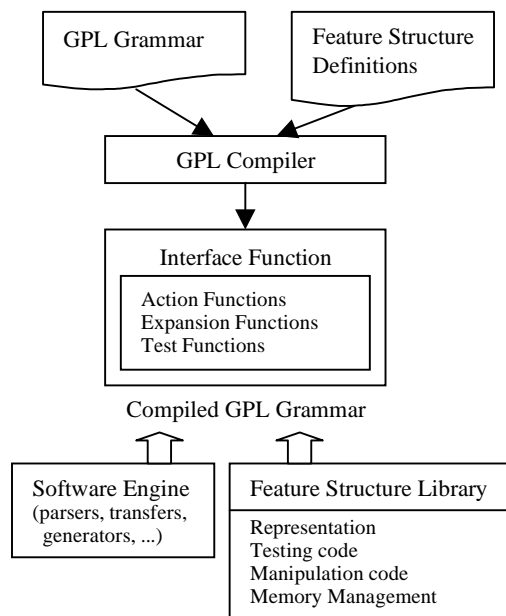 GPL Grammar
Feature Structure
Definitions
GPL Compiler
Interface Function
Action Functions
Expansion Functions
Test Functions
Compiled GPL Grammar
Software Engine
(parsers, transfers,
generators, ...)
Feature Structure Library
Representation
Testing code
Manipulation code
Memory Management